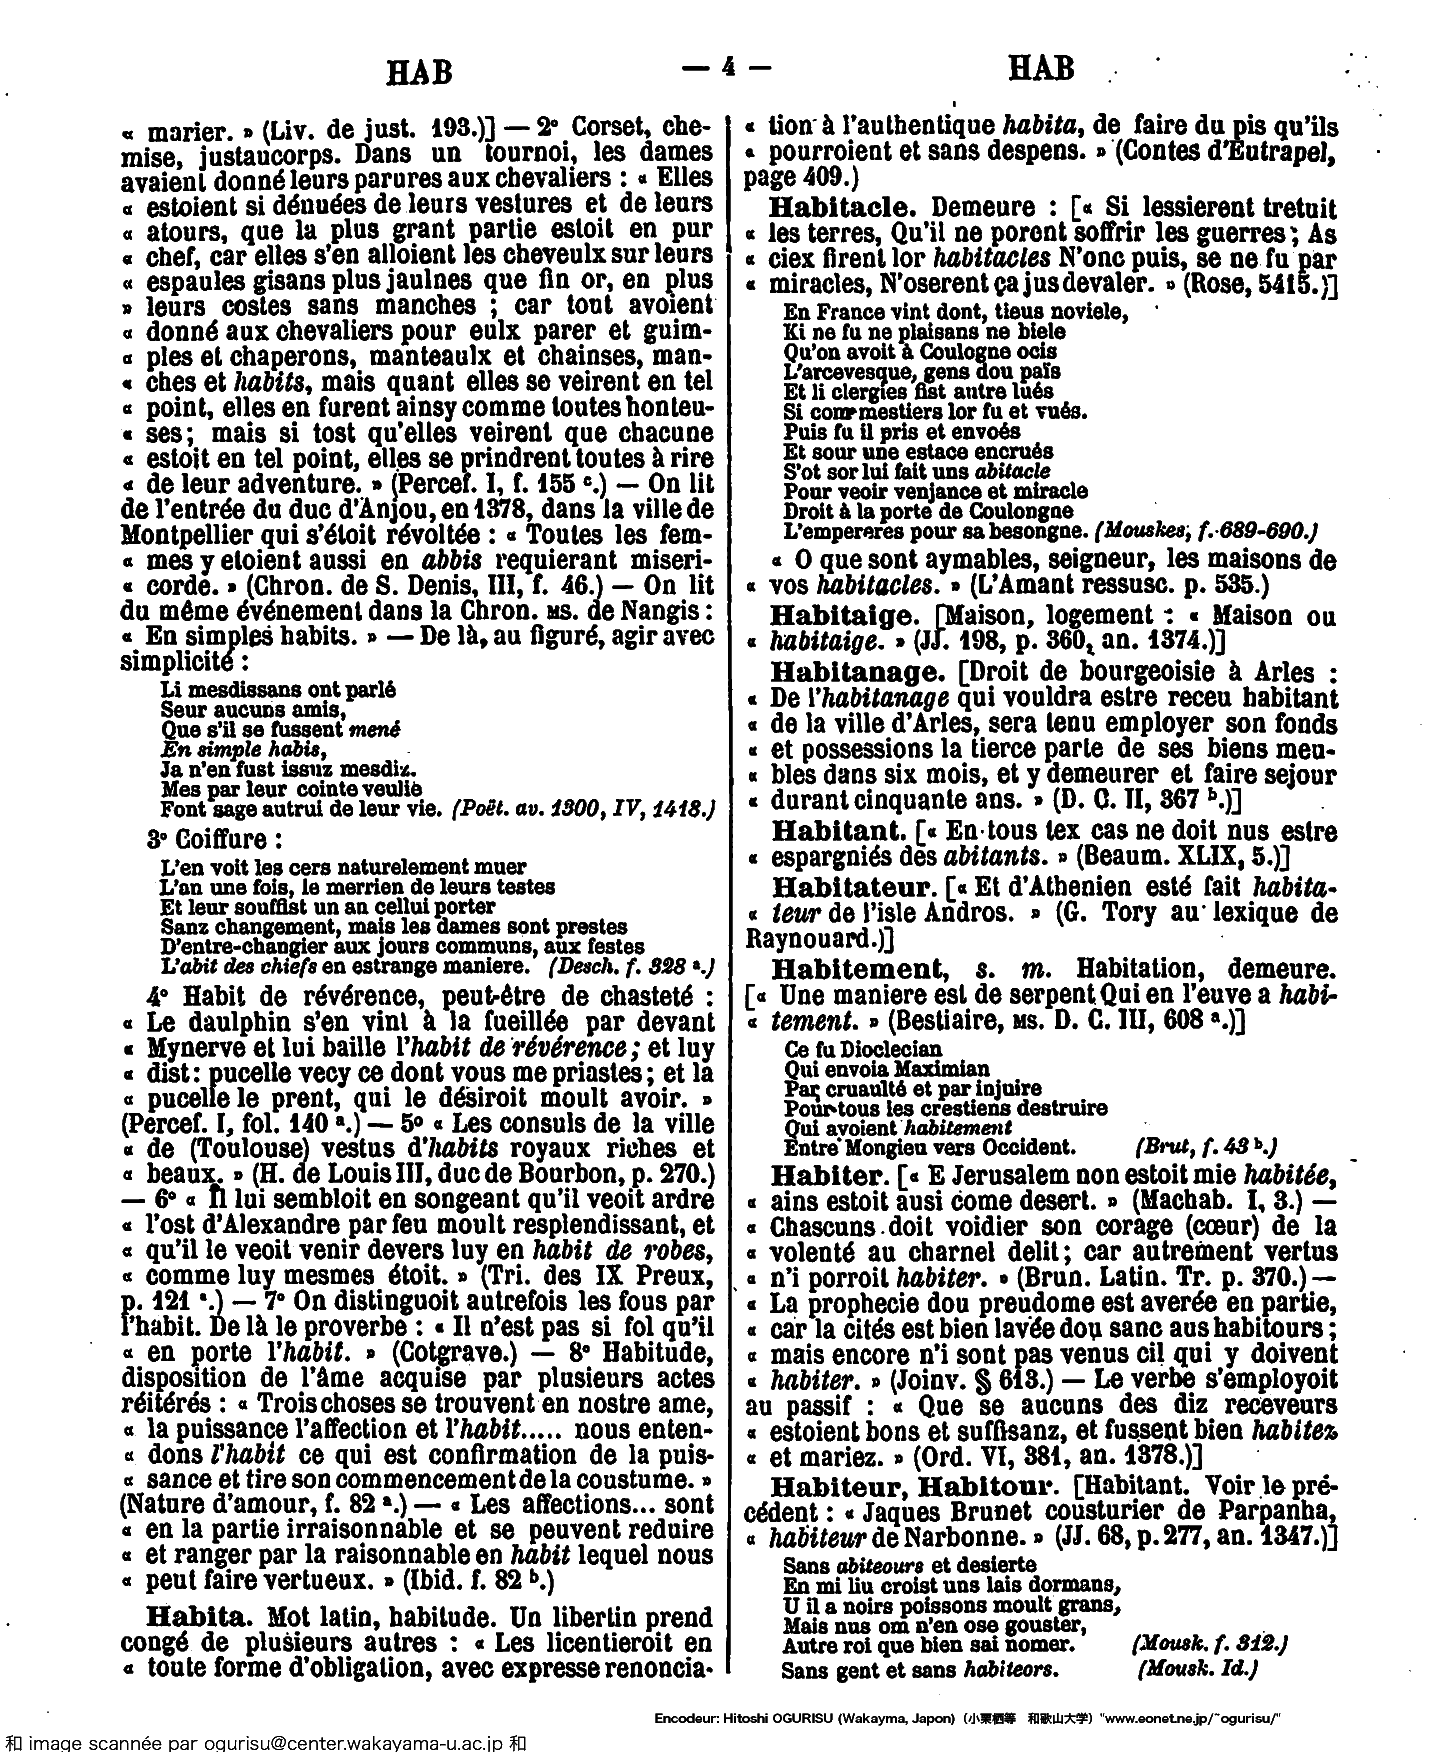 HAB
— 4 —
HAB
« marier. » (Liv. de just. 193.)] — 2° Corset, che-
mise, justaucorps. Dans un tournoi, les dames
avaient donné leurs parures aux chevaliers : « Elles
« estoient si dénuées de leurs vestures et de leurs
« atours, que la plus grant partie estoit en pur
« chef, car elles s'en alloient les cheveulx sur leurs
« espaules gisans plus jaulnes que fin or, en plus
» leurs costes sans manches ; car tout avoient
« donné aux chevaliers pour eulx parer et guim-
« ples et chaperons, manteaulx et chainses, man-
« ches et habits, mais quant elles se veirent en tel
« point, elles en furent ainsy comme toutes honteu-
« ses ; mais si tost qu'elles veirent que chacune
« estoit en tel point, elles se prindrent toutes à rire
« de leur adventure. » (Percef. I, f. 155 c.) — On lit
de l'entrée du duc d'Anjou, en 1378, dans la ville de
Montpellier qui s'étoit révoltée : « Toutes les fem-
« mes y etoient aussi en abbis requierant miseri-
« corde. » (Chron. de S. Denis, III, f. 46.) — On lit
du même événement dans la Chron. MS. de Nangis :
« En simples habits. » — De là, au figuré, agir avec
simplicité :
Li mesdissans ont parlé
Seur aucuns amis,
Que s'il se fussent mené
En simple habis,
Ja n'en fust issuz mesdiz.
Mes par leur cointe veulie
Font sage autrui de leur vie. (Poët. av. 1300, IV, 1418.)
3° Coiffure :
L'en voit les cers naturelement muer
L'an une fois, le merrien de leurs testes
Et leur souffist un an cellui porter
Sanz changement, mais les dames sont prestes
D'entre-changier aux jours communs, aux festes
L'abit des chiefs en estrange maniere. (Desch. f. 328 a.)
4° Habit de révérence, peut-être de chasteté :
« Le daulphin s'en vint à la fueillée par devant
« Mynerve et lui baille l'habit de révérence ; et luy
« dist : pucelle vecy ce dont vous me priastes ; et la
« pucelle le prent, qui le désiroit moult avoir. »
(Percef. I, fol. 140 a.) — 5° « Les consuls de la ville
« de (Toulouse) vestus d'habits royaux riches et
« beaux. » (H. de Louis III, duc de Bourbon, p. 270.)
— 6° « Il lui sembloit en songeant qu'il veoit ardre
« l'ost d'Alexandre par feu moult resplendissant, et
« qu'il le veoit venir devers luy en habit de robes,
« comme luy mesmes étoit. » (Tri. des IX Preux,
p. 121 a.) — 7° On distinguoit autrefois les fous par
l'habit. De là le proverbe : « Il n'est pas si fol qu'il
« en porte l'habit. » (Cotgrave.) — 8° Habitude,
disposition de l'âme acquise par plusieurs actes
réitérés : « Trois choses se trouvent en nostre ame,
« la puissance l'affection et l'habit..... nous enten-
« dons l'habit ce qui est confirmation de la puis-
« sance et tire son commencement de la coustume. »
(Nature d'amour, f. 82 a.) — « Les affections... sont
« en la partie irraisonnable et se peuvent reduire
« et ranger par la raisonnable en habit lequel nous
« peut faire vertueux. » (Ibid. f. 82 b.)
Habita. Mot latin, habitude. Un libertin prend
congé de plusieurs autres : « Les licentieroit en
« toute forme d'obligation, avec expresse renoncia-
« tion à l'authentique habita, de faire du pis qu'ils
« pourroient et sans despens. » (Contes d'Eutrapel,
page 409.)
Habitacle. Demeure : [« Si lessierent tretuit
« les terres, Qu'il ne porent soffrir les guerres ; As
« ciex firent lor habitacles N'onc puis, se ne fu par
« miracles, N'oserent ça jus devaler. » (Rose, 5415.)]
En France vint dont, tieus noviele,
Ki ne fu ne plaisans ne biele
Qu'on avoit à Coulogne ocis
L'arcevesque, gens dou païs
Et li clergies fist autre lués
Si com mestiers lor fu et vués.
Puis fu il pris et envoés
Et sour une estace encrués
S'ot sor lui fait uns abitacle
Pour veoir venjance et miracle
Droit à la porte de Coulongne
L'empereres pour sa besongne. (Mouskes, f. 689-690.)
« O que sont aymables, seigneur, les maisons de
« vos habitacles. » (L'Amant ressusc. p. 535.)
Habitaige. [Maison, logement : « Maison ou
« habitaige. » (JJ. 198, p. 360, an. 1374.)]
Habitanage. [Droit de bourgeoisie à Arles :
« De l'habitanage qui vouldra estre receu habitant
« de la ville d'Arles, sera tenu employer son fonds
« et possessions la tierce parte de ses biens meu-
« bles dans six mois, et y demeurer et faire sejour
« durant cinquante ans. » (D. C. II, 367 b.)]
Habitant. [« En tous tex cas ne doit nus estre
« espargniés des abitants. » (Beaum. XLIX, 5.)]
Habitateur. [« Et d'Athenien esté fait habita-
« teur de l'isle Andros. » (G. Tory au lexique de
Raynouard.)]
Habitement, s. m. Habitation, demeure.
[« Une maniere est de serpent Qui en l'euve a habi-
« tement. » (Bestiaire, MS. D. C. III, 608 a.)]
Ce fu Dioclecian
Qui envoia Maximian
Par cruaulté et par injuire
Pour tous les crestiens destruire
Qui avoient habitement
Entre Mongieu vers Occident. (Brut, f. 43 b.)
Habiter. [« E Jerusalem non estoit mie habitée,
« ains estoit ausi come desert. » (Machab. I, 3.) —
« Chascuns doit voidier son corage (cœur) de la
« volenté au charnel delit ; car autrement vertus
« n'i porroit habiter. » (Brun. Latin. Tr. p. 370.) —
« La prophecie dou preudome est averée en partie,
« car la cités est bien lavée dou sanc aus habitours ;
« mais encore n'i sont pas venus cil qui y doivent
« habiter. » (Joinv. § 613.) — Le verbe s'employoit
au passif : « Que se aucuns des diz receveurs
« estoient bons et suffisanz, et fussent bien habitez
« et mariez. » (Ord. VI, 381, an. 1378.)]
Habiteur, Habitour. [Habitant. Voir le pré-
cédent : « Jaques Brunet cousturier de Parpanha,
« habiteur de Narbonne. » (JJ. 68, p. 277, an. 1347.)]
Sans abiteours et desierte
En mi liu croist uns lais dormans,
U il a noirs poissons moult grans,
Mais nus om n'en ose gouster,
Autre roi que bien sai nomer. (Mousk. f. 312.)
Sans gent et sans habiteors. (Mousk. Id.)
Encodeur: Hitoshi OGURISU (Wakayma, Japon) (小栗栖等 和歌山大学) "www.eonet.ne.jp/~ogurisu/"
和 image scannée par ogurisu@center.wakayama-u.ac.jp 和